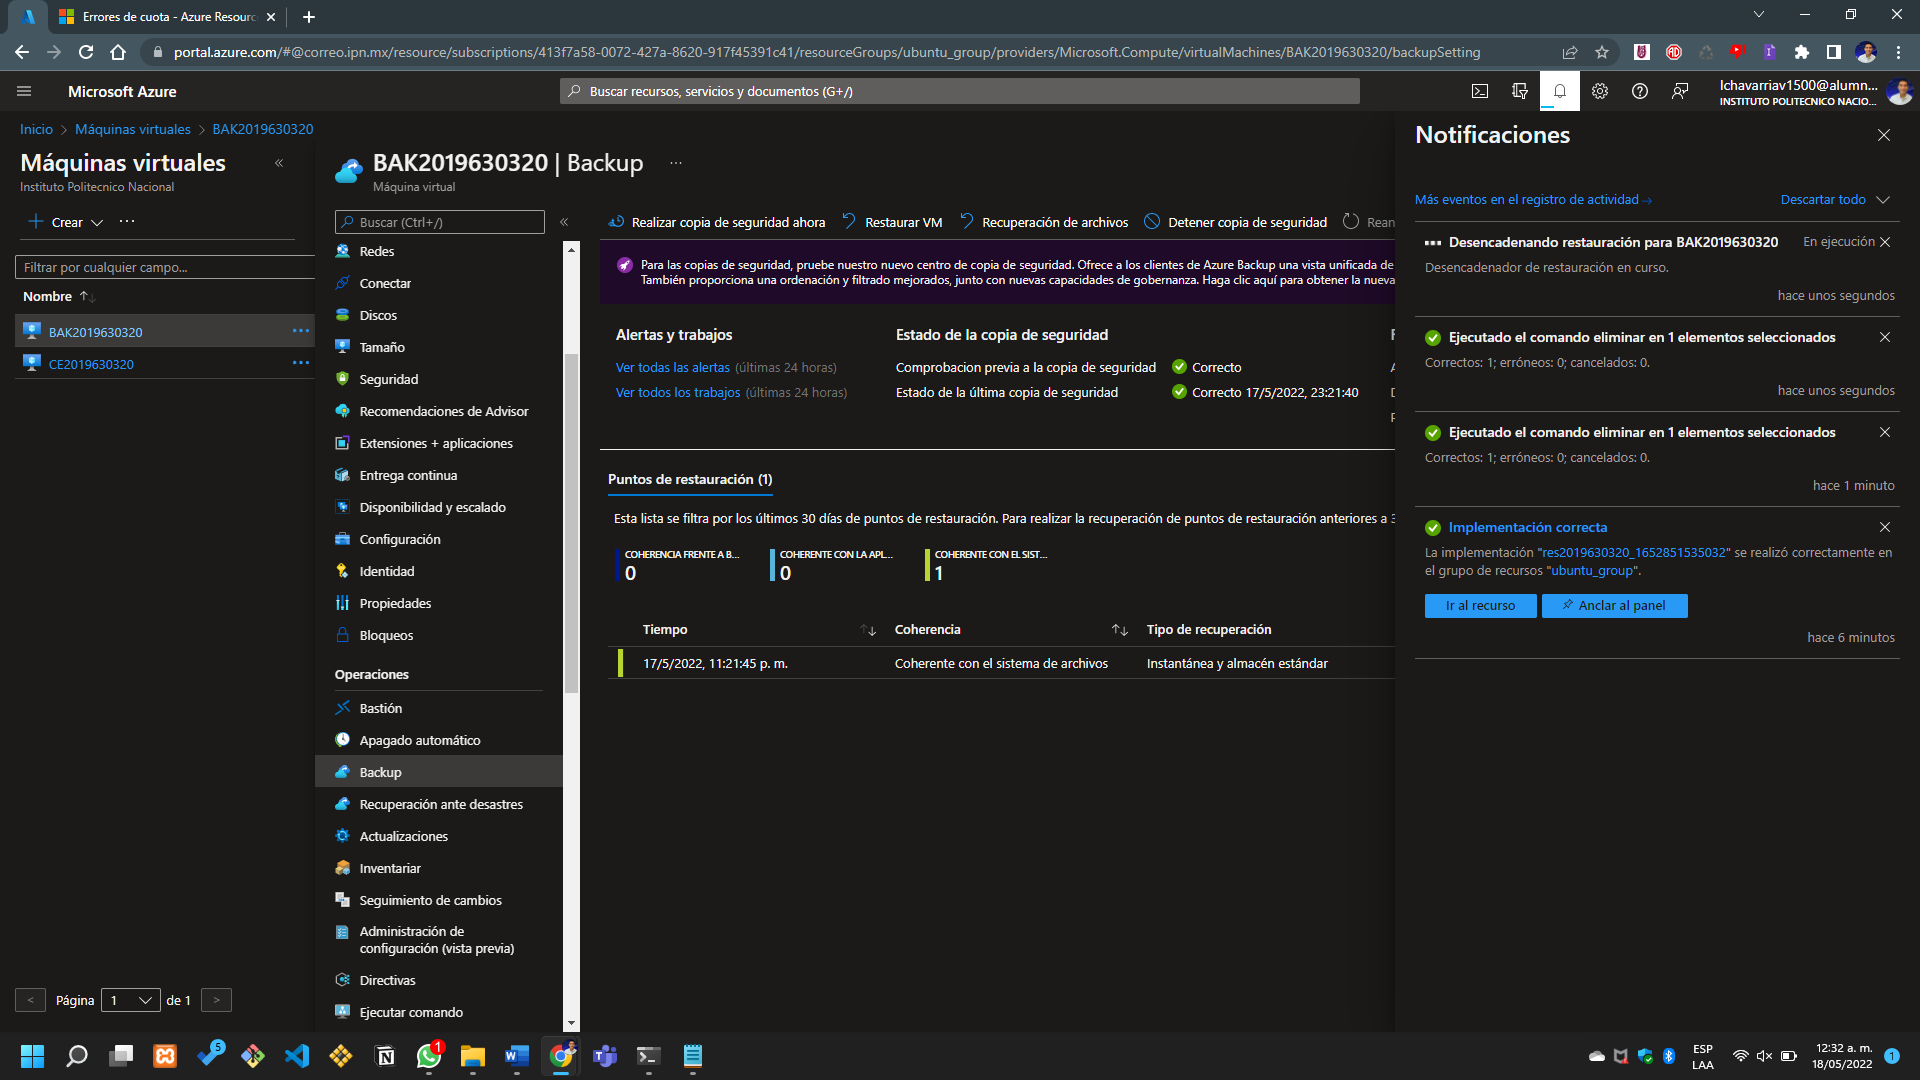 Errores de cuota - Azure Resourc
portal.azure.com/#@correo.ipn.mx/resource/subscriptions/413f7a58-0072-427a-8620-917f45391c41/resourceGroups/ubuntu_group/providers/Microsoft.Compute/virtualMachines/BAK2019630320/backupSetting
Microsoft Azure
Buscar recursos, servicios y documentos (G+/)
lchavarriav1500@alumn...
INSTITUTO POLITECNICO NACIO...
Inicio > Máquinas virtuales > BAK2019630320
Máquinas virtuales
Instituto Politecnico Nacional
Crear
Filtrar por cualquier campo...
Nombre
BAK2019630320
CE2019630320
< Página 1 de 1 >
BAK2019630320 | Backup
Máquina virtual
Buscar (Ctrl+/)
Redes
Conectar
Discos
Tamaño
Seguridad
Recomendaciones de Advisor
Extensiones + aplicaciones
Entrega continua
Disponibilidad y escalado
Configuración
Identidad
Propiedades
Bloqueos
Operaciones
Bastión
Apagado automático
Backup
Recuperación ante desastres
Actualizaciones
Inventariar
Seguimiento de cambios
Administración de
configuración (vista previa)
Directivas
Ejecutar comando
Realizar copia de seguridad ahora Restaurar VM Recuperación de archivos Detener copia de seguridad Rean
Para las copias de seguridad, pruebe nuestro nuevo centro de copia de seguridad. Ofrece a los clientes de Azure Backup una vista unificada de
También proporciona una ordenación y filtrado mejorados, junto con nuevas capacidades de gobernanza. Haga clic aquí para obtener la nueva
Alertas y trabajos
Ver todas las alertas (últimas 24 horas)
Ver todos los trabajos (últimas 24 horas)
Estado de la copia de seguridad
Comprobacion previa a la copia de seguridad Correcto
Estado de la última copia de seguridad Correcto 17/5/2022, 23:21:40
Puntos de restauración (1)
Esta lista se filtra por los últimos 30 días de puntos de restauración. Para realizar la recuperación de puntos de restauración anteriores a 3
COHERENCIA FRENTE A B...
0
COHERENTE CON LA APL...
0
COHERENTE CON EL SIST...
1
Tiempo Coherencia Tipo de recuperación
17/5/2022, 11:21:45 p. m. Coherente con el sistema de archivos Instantánea y almacén estándar
Notificaciones
Más eventos en el registro de actividad → Descartar todo
Desencadenando restauración para BAK2019630320 En ejecución
Desencadenador de restauración en curso.
hace unos segundos
Ejecutado el comando eliminar en 1 elementos seleccionados
Correctos: 1; erróneos: 0; cancelados: 0.
hace unos segundos
Ejecutado el comando eliminar en 1 elementos seleccionados
Correctos: 1; erróneos: 0; cancelados: 0.
hace 1 minuto
Implementación correcta
La implementación "res2019630320_1652851535032" se realizó correctamente en
el grupo de recursos "ubuntu_group".
Ir al recurso Anclar al panel
hace 6 minutos
5
1
ESP
LAA
12:32 a. m.
18/05/2022
1